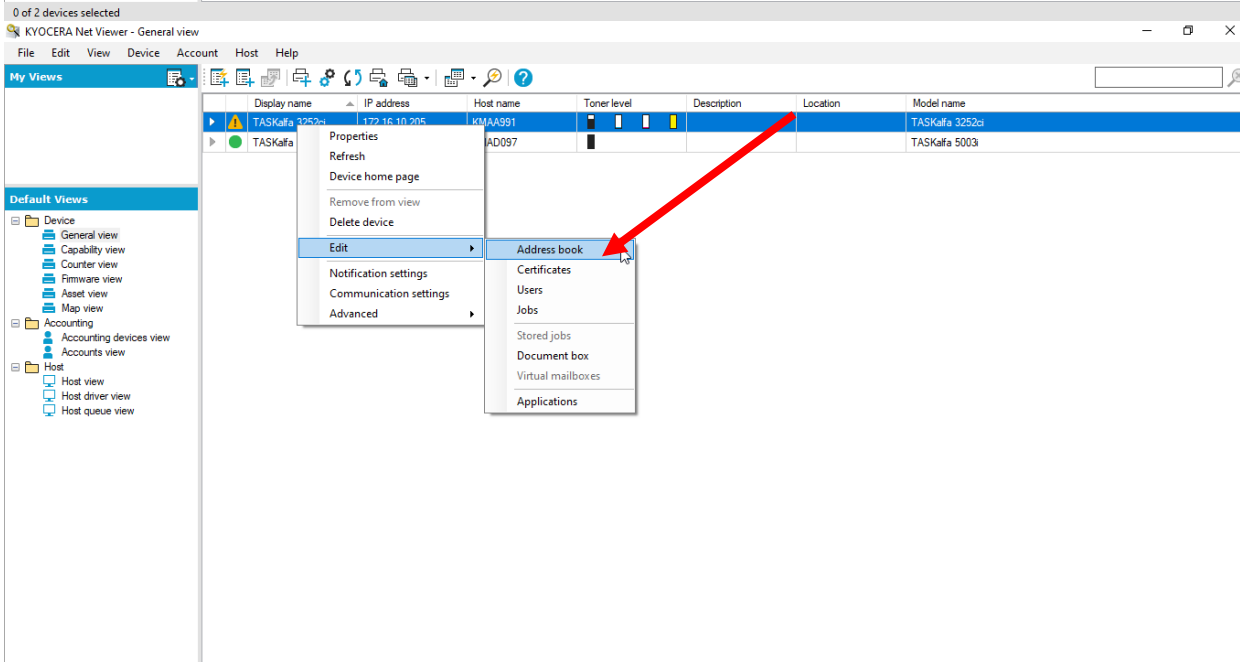 0 of 2 devices selected
KYOCERA Net Viewer - General view
File Edit View Device Account Host Help
My Views
Display name IP address Host name Toner level Description Location Model name
TASKalfa 3252ci 172.16.10.205 KMAA991 TASKalfa 3252ci
TASKalfa MAD097 TASKalfa 5003i
Properties
Refresh
Device home page
Remove from view
Delete device
Edit
Notification settings
Communication settings
Advanced
Address book
Certificates
Users
Jobs
Stored jobs
Document box
Virtual mailboxes
Applications
Default Views
Device
General view
Capability view
Counter view
Firmware view
Asset view
Map view
Accounting
Accounting devices view
Accounts view
Host
Host view
Host driver view
Host queue view